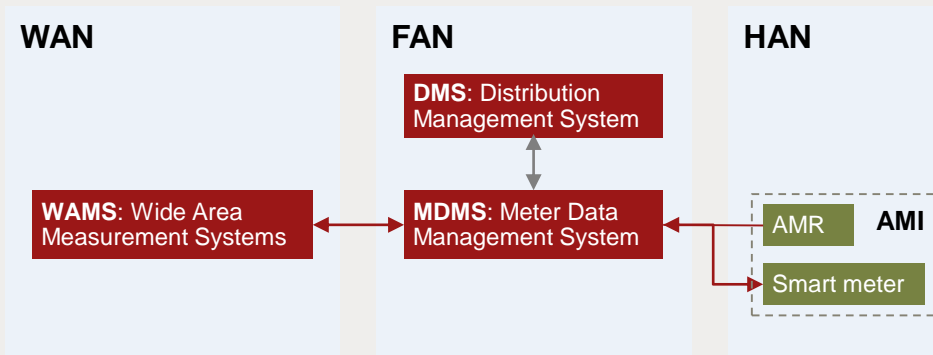 WAN
FAN
HAN
DMS: Distribution
Management System
WAMS: Wide Area
Measurement Systems
MDMS: Meter Data
Management System
AMR
AMI
Smart meter